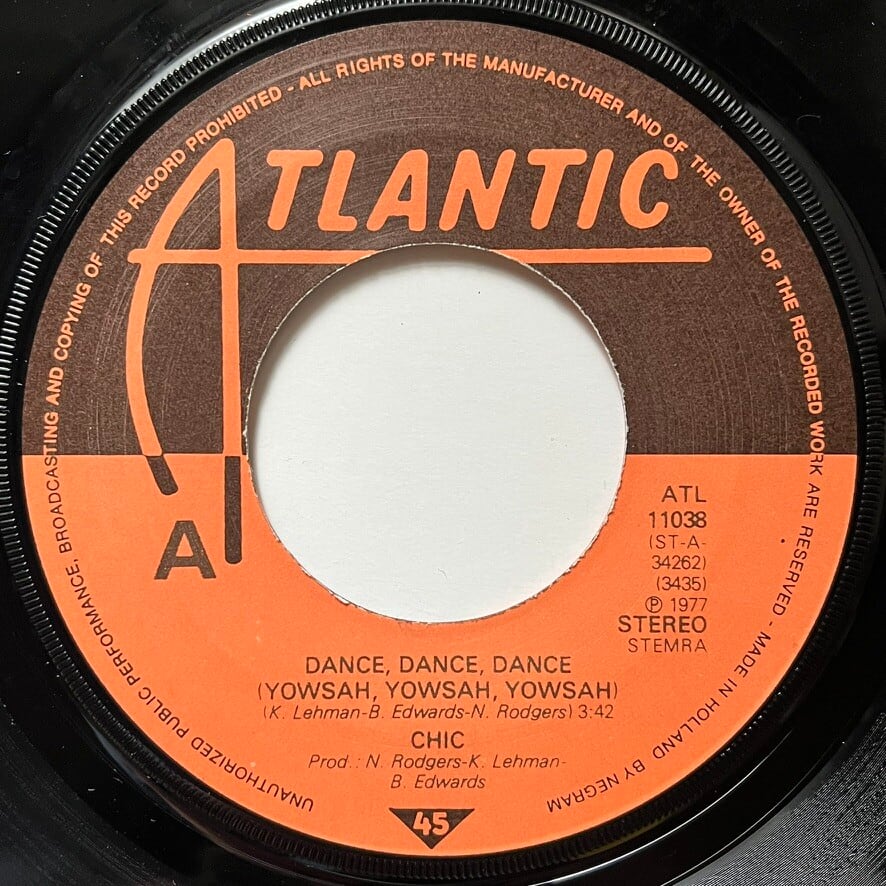 UNAUTHORIZED PUBLIC PERFORMANCE, BROADCASTING AND COPYING OF THIS RECORD PROHIBITED - ALL RIGHTS OF THE MANUFACTURER AND OF THE OWNER OF THE RECORDED WORK ARE RESERVED - MADE IN HOLLAND BY NEGRAM
ATLANTIC
A
ATL
11038
(ST-A-
34262)
(3435)
℗ 1977
STEREO
STEMRA
DANCE, DANCE, DANCE
(YOWSAH, YOWSAH, YOWSAH)
(K. Lehman-B. Edwards-N. Rodgers) 3:42
CHIC
Prod.: N. Rodgers-K. Lehman-
B. Edwards
45